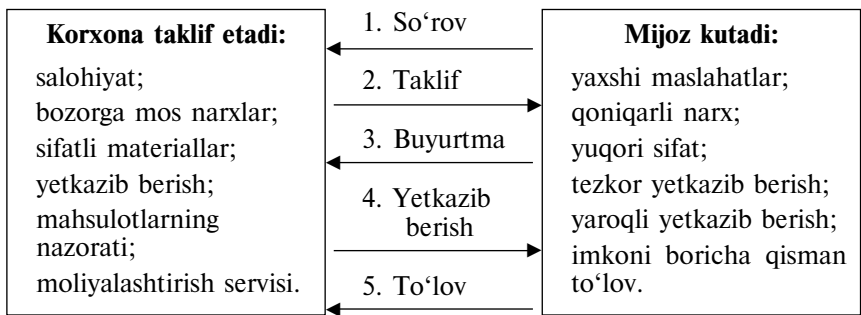 Korxona taklif etadi:
salohiyat;
bozorga mos narxlar;
sifatli materiallar;
yetkazib berish;
mahsulotlarning
nazorati;
moliyalashtirish servisi.
1. So‘rov
2. Taklif
3. Buyurtma
4. Yetkazib
berish
5. To‘lov
Mijoz kutadi:
yaxshi maslahatlar;
qoniqarli narx;
yuqori sifat;
tezkor yetkazib berish;
yaroqli yetkazib berish;
imkoni boricha qisman
to‘lov.